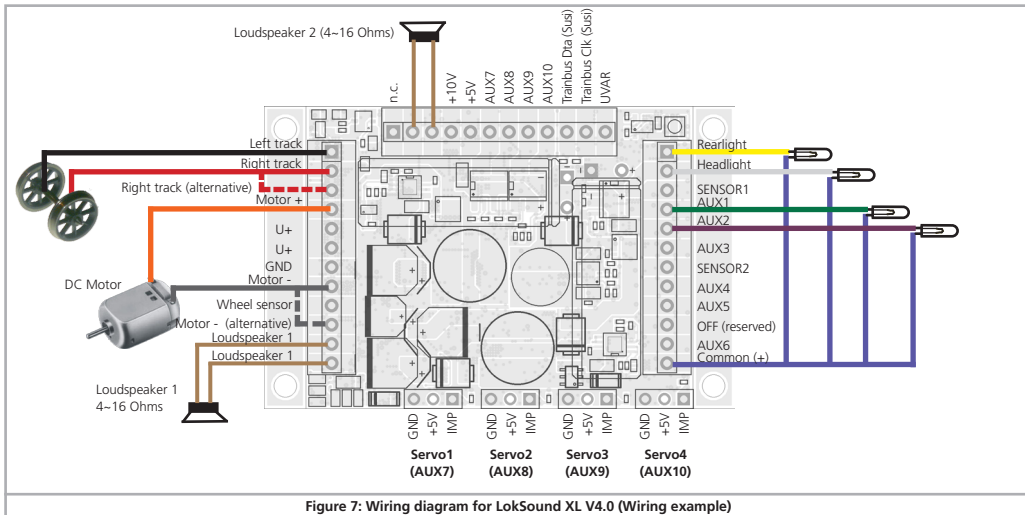 Loudspeaker 2 (4~16 Ohms)
n.c.
+10V
+5V
AUX7
AUX8
AUX9
AUX10
Trainbus Dta (Susi)
Trainbus Clk (Susi)
UVAR
Left track
Right track
Right track (alternative)
Motor +
U+
U+
GND
Motor -
DC Motor
Wheel sensor
Motor - (alternative)
Loudspeaker 1
Loudspeaker 1
Loudspeaker 1
4~16 Ohms
Rearlight
Headlight
SENSOR1
AUX1
AUX2
AUX3
SENSOR2
AUX4
AUX5
OFF (reserved)
AUX6
Common (+)
GND
+5V
IMP
GND
+5V
IMP
GND
+5V
IMP
GND
+5V
IMP
Servo1
(AUX7)
Servo2
(AUX8)
Servo3
(AUX9)
Servo4
(AUX10)
Figure 7: Wiring diagram for LokSound XL V4.0 (Wiring example)